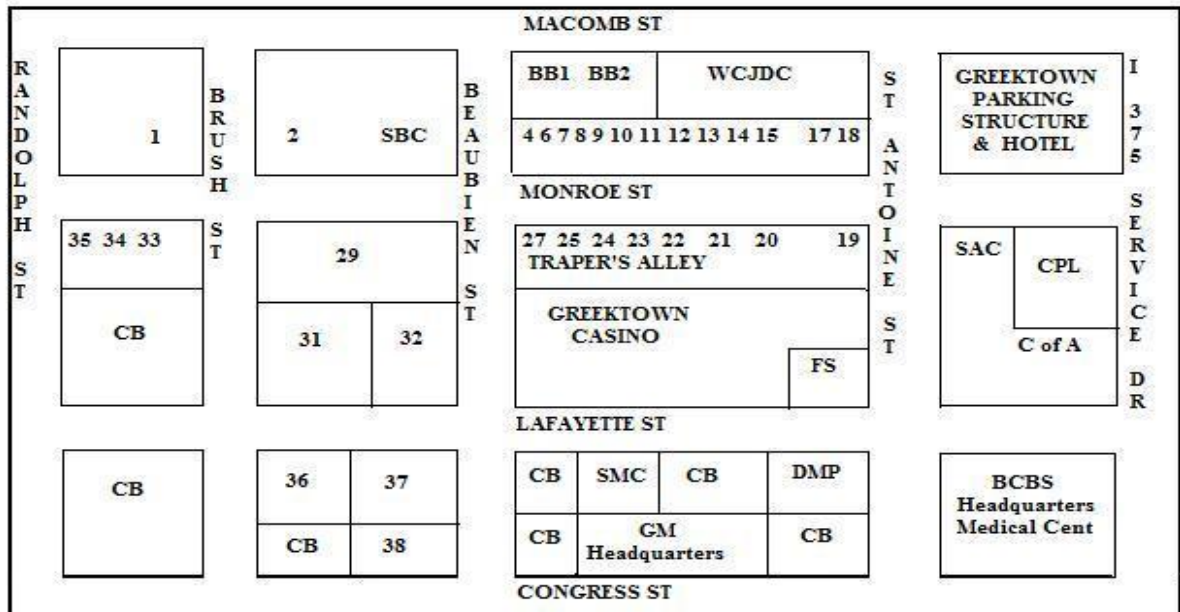 MACOMB ST
RANDOLPH ST
1
BRUSH ST
2 SBC
BEAUBIEN ST
BB1 BB2
WCJDC
4 6 7 8 9 10 11 12 13 14 15 17 18
ST ANTOINE ST
GREEKTOWN
PARKING
STRUCTURE
& HOTEL
I 375 SERVICE DR
MONROE ST
35 34 33
29
27 25 24 23 22 21 20 19
TRAPER'S ALLEY
SAC
CPL
C of A
CB
31
32
GREEKTOWN
CASINO
FS
LAFAYETTE ST
CB
36
37
CB
38
CB
SMC
CB
DMP
CB
GM
Headquarters
CB
BCBS
Headquarters
Medical Cent
CONGRESS ST